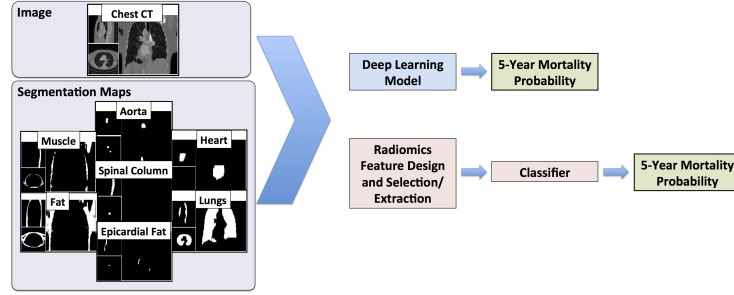 Image
Chest CT
Segmentation Maps
Aorta
Muscle
Heart
Spinal Column
Fat
Lungs
Epicardial Fat
Deep Learning
Model
5-Year Mortality
Probability
Radiomics
Feature Design
and Selection/
Extraction
Classifier
5-Year Mortality
Probability